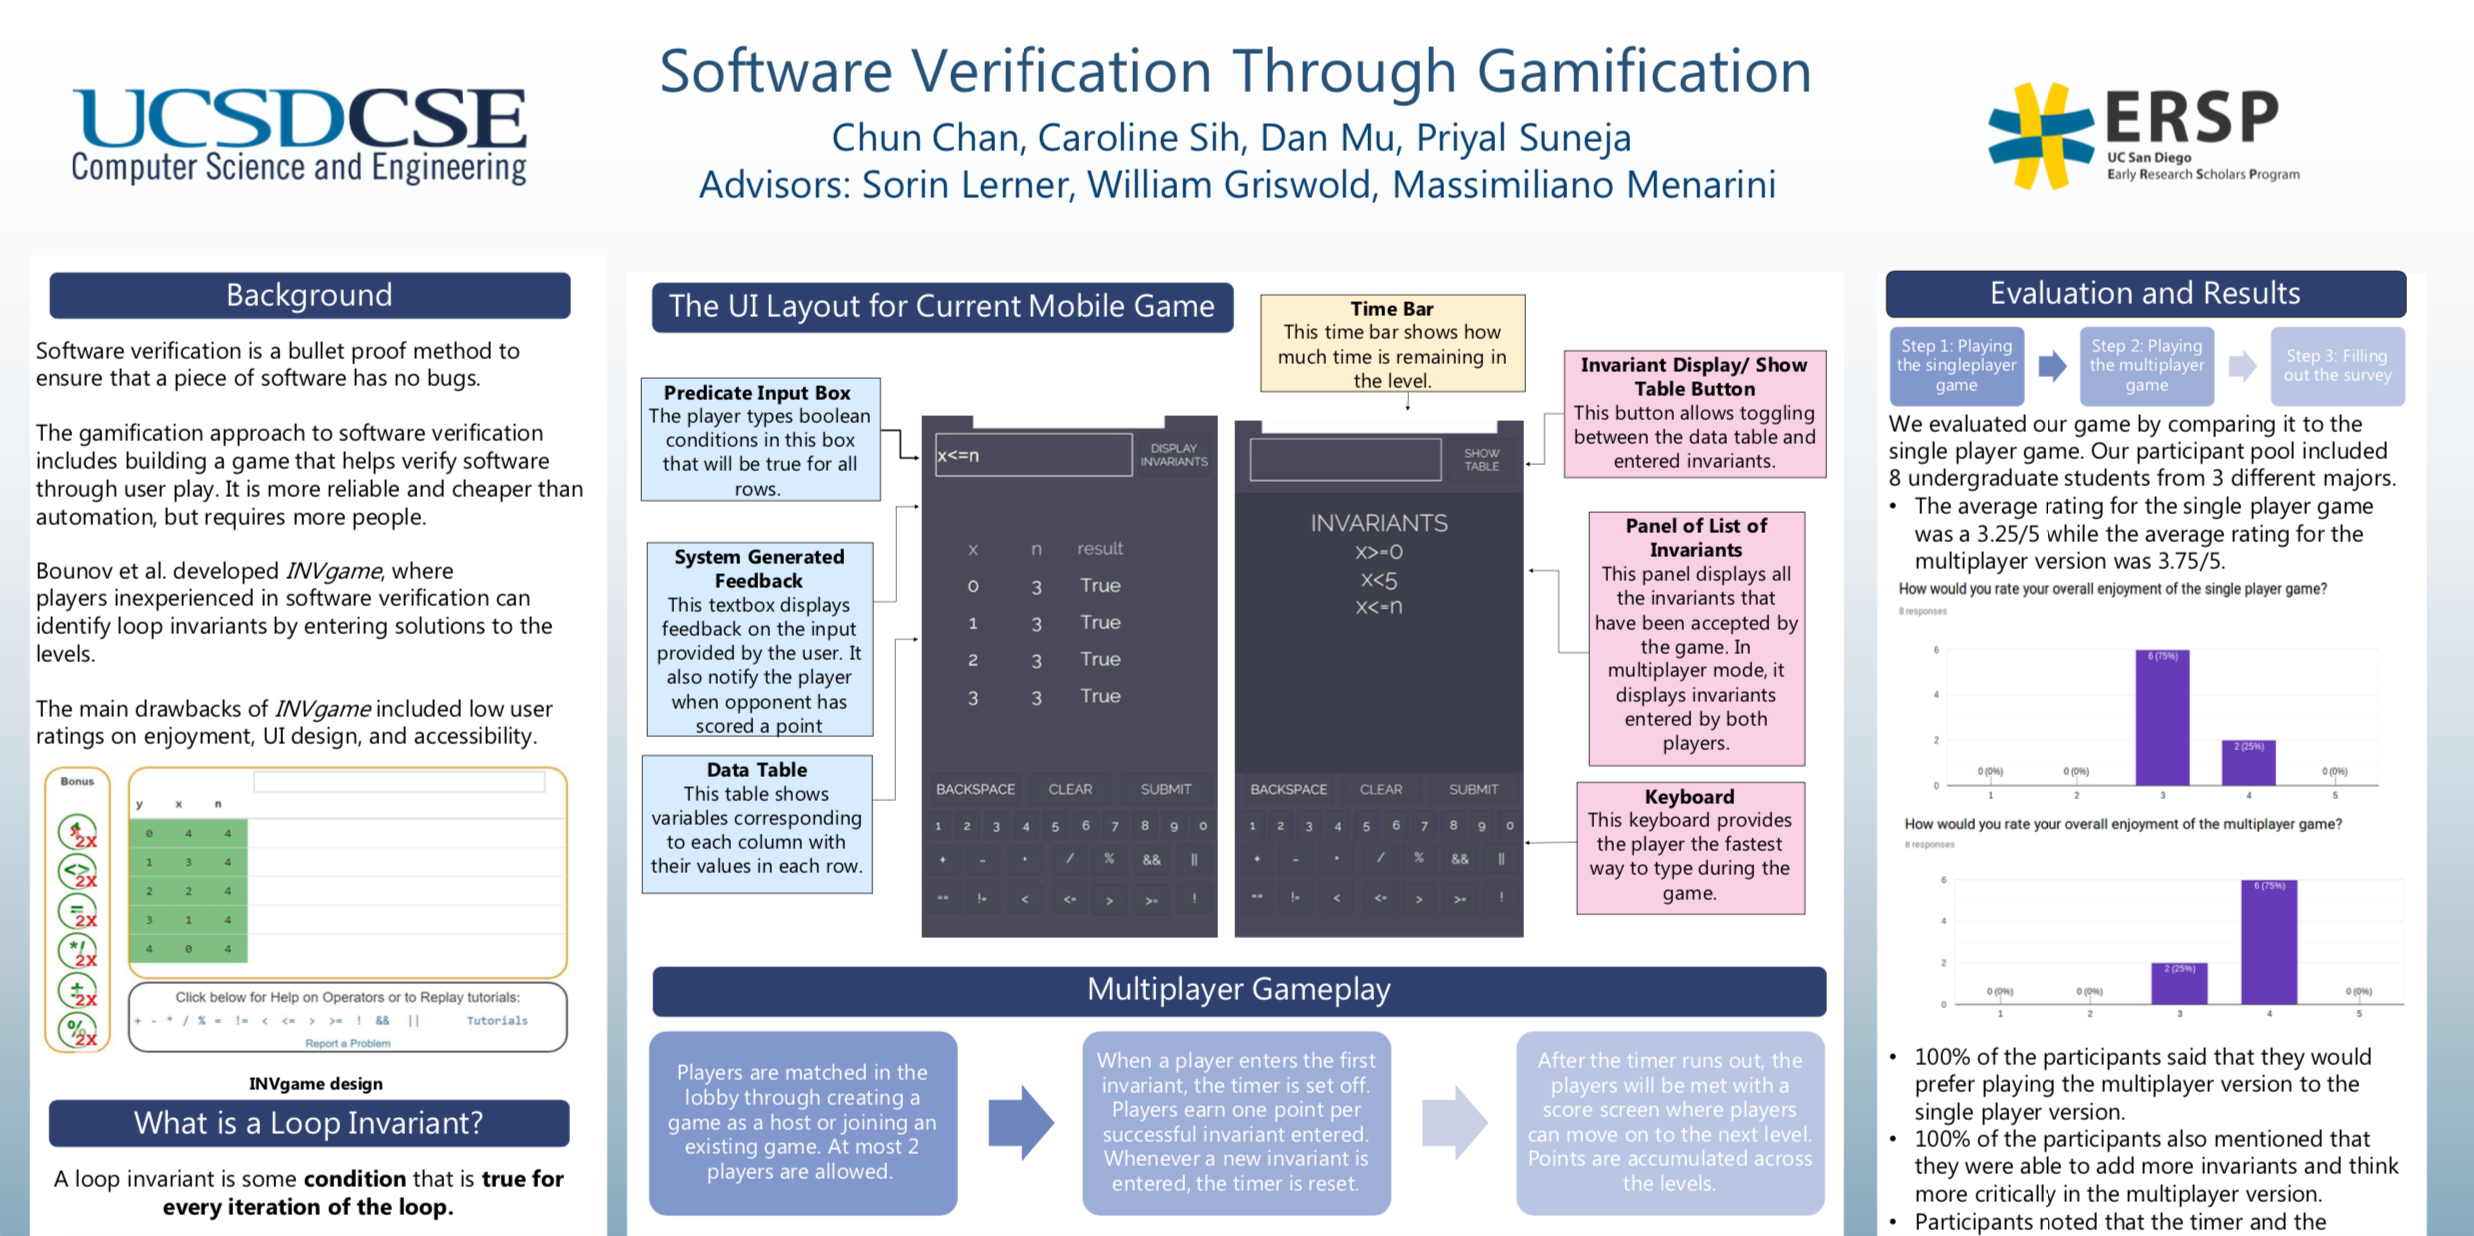 UCSDCSE
Computer Science and Engineering
Software Verification Through Gamification
Chun Chan, Caroline Sih, Dan Mu, Priyal Suneja
Advisors: Sorin Lerner, William Griswold, Massimiliano Menarini
ERSP
UC San Diego
Early Research Scholars Program
Background
Software verification is a bullet proof method to
ensure that a piece of software has no bugs.
The gamification approach to software verification
includes building a game that helps verify software
through user play. It is more reliable and cheaper than
automation, but requires more people.
Bounov et al. developed INVgame, where
players inexperienced in software verification can
identify loop invariants by entering solutions to the
levels.
The main drawbacks of INVgame included low user
ratings on enjoyment, UI design, and accessibility.
Bonus
2X
<>
2X
=
2X
*/
2X
+
2X
%
2X
y x n
0 4 4
1 3 4
2 2 4
3 1 4
4 0 4
Click below for Help on Operators or to Replay tutorials:
+ - * / % = != < <= > >= ! && || Tutorials
Report a Problem
INVgame design
What is a Loop Invariant?
A loop invariant is some condition that is true for
every iteration of the loop.
The UI Layout for Current Mobile Game
Predicate Input Box
The player types boolean
conditions in this box
that will be true for all
rows.
System Generated
Feedback
This textbox displays
feedback on the input
provided by the user. It
also notify the player
when opponent has
scored a point
Data Table
This table shows
variables corresponding
to each column with
their values in each row.
x<=n
DISPLAY
INVARIANTS
x n result
0 3 True
1 3 True
2 3 True
3 3 True
BACKSPACE CLEAR SUBMIT
1 2 3 4 5 6 7 8 9 0
+ - * / % && ||
== != < <= > >= !
Time Bar
This time bar shows how
much time is remaining in
the level.
SHOW
TABLE
INVARIANTS
x>=0
x<5
x<=n
BACKSPACE CLEAR SUBMIT
1 2 3 4 5 6 7 8 9 0
+ - * / % && ||
== != < <= > >= !
Invariant Display/ Show
Table Button
This button allows toggling
between the data table and
entered invariants.
Panel of List of
Invariants
This panel displays all
the invariants that
have been accepted by
the game. In
multiplayer mode, it
displays invariants
entered by both
players.
Keyboard
This keyboard provides
the player the fastest
way to type during the
game.
Multiplayer Gameplay
Players are matched in the
lobby through creating a
game as a host or joining an
existing game. At most 2
players are allowed.
When a player enters the first
invariant, the timer is set off.
Players earn one point per
successful invariant entered.
Whenever a new invariant is
entered, the timer is reset.
After the timer runs out, the
players will be met with a
score screen where players
can move on to the next level.
Points are accumulated across
the levels.
Evaluation and Results
Step 1: Playing
the singleplayer
game
Step 2: Playing
the multiplayer
game
Step 3: Filling
out the survey
We evaluated our game by comparing it to the
single player game. Our participant pool included
8 undergraduate students from 3 different majors.
• The average rating for the single player game
was a 3.25/5 while the average rating for the
multiplayer version was 3.75/5.
How would you rate your overall enjoyment of the single player game?
8 responses
6
4
2
0
0 (0%) 0 (0%) 6 (75%) 2 (25%) 0 (0%)
1 2 3 4 5
How would you rate your overall enjoyment of the multiplayer game?
8 responses
6
4
2
0
0 (0%) 0 (0%) 2 (25%) 6 (75%) 0 (0%)
1 2 3 4 5
• 100% of the participants said that they would
prefer playing the multiplayer version to the
single player version.
• 100% of the participants also mentioned that
they were able to add more invariants and think
more critically in the multiplayer version.
• Participants noted that the timer and the